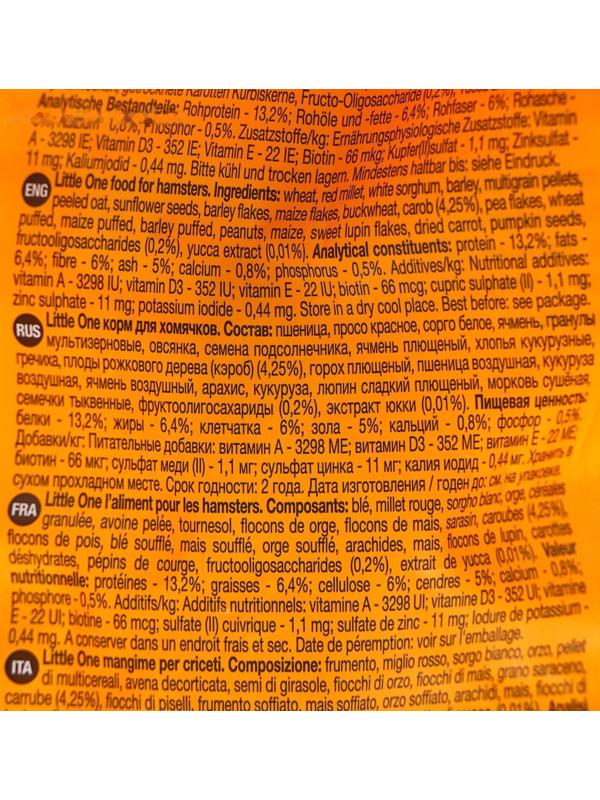 getrocknete Karotten Kürbiskerne, Fructo-Oligosaccharide (0,2%),
Analytische Bestandteile: Rohprotein - 13,2%; Rohöle und -fette - 6,4%; Rohfaser - 6%; Rohasche -
Phosphor - 0,5%. Zusatzstoffe/kg: Ernährungsphysiologische Zusatzstoffe: Vitamin
A - 3298 IE; Vitamin D3 - 352 IE; Vitamin E - 22 IE; Biotin - 66 mkg; Kupfer(II)sulfat - 1,1 mg; Zinksulfat -
11 mg; Kaliumjodid - 0,44 mg. Bitte kühl und trocken lagern. Mindestens haltbar bis: siehe Eindruck.
ENG Little One food for hamsters. Ingredients: wheat, red millet, white sorghum, barley, multigrain pellets,
peeled oat, sunflower seeds, barley flakes, maize flakes, buckwheat, carob (4,25%), pea flakes, wheat
puffed, maize puffed, barley puffed, peanuts, maize, sweet lupin flakes, dried carrot, pumpkin seeds,
fructooligosaccharides (0,2%), yucca extract (0,01%). Analytical constituents: protein - 13,2%; fats -
6,4%; fibre - 6%; ash - 5%; calcium - 0,8%; phosphorus - 0,5%. Additives/kg: Nutritional additives:
vitamin A - 3298 IU; vitamin D3 - 352 IU; vitamin E - 22 IU; biotin - 66 mcg; cupric sulphate (II) - 1,1 mg;
zinc sulphate - 11 mg; potassium iodide - 0,44 mg. Store in a dry cool place. Best before: see package.
RUS Little One корм для хомячков. Состав: пшеница, просо красное, сорго белое, ячмень, гранулы
мультизерновые, овсянка, семена подсолнечника, ячмень плющеный, хлопья кукурузные,
гречиха, плоды рожкового дерева (кэроб) (4,25%), горох плющеный, пшеница воздушная, кукуруза
воздушная, ячмень воздушный, арахис, кукуруза, люпин сладкий плющеный, морковь сушёная,
семечки тыквенные, фруктоолигосахариды (0,2%), экстракт юкки (0,01%). Пищевая ценность:
белки - 13,2%; жиры - 6,4%; клетчатка - 6%; зола - 5%; кальций - 0,8%; фосфор - 0,5%.
Добавки/кг: Питательные добавки: витамин А - 3298 МЕ; витамин D3 - 352 МЕ; витамин Е - 22 МЕ;
биотин - 66 мкг; сульфат меди (II) - 1,1 мг; сульфат цинка - 11 мг; калия иодид - 0,44 мг. Хранить в
сухом прохладном месте. Срок годности: 2 года. Дата изготовления / годен до: см. на упаковке.
FRA Little One l'aliment pour les hamsters. Composants: blé, millet rouge, sorgho blanc, orge, céréales
granulée, avoine pelée, tournesol, flocons de orge, flocons de mais, sarasin, caroubes (4,25%),
flocons de pois, blé soufflé, mais soufflé, orge soufflé, arachides, mais, flocons de lupin, carottes
déshydrates, pépins de courge, fructooligosaccharides (0,2%), extrait de yucca (0,01%). Valeur
nutritionnelle: protéines - 13,2%; graisses - 6,4%; cellulose - 6%; cendres - 5%; calcium - 0,8%;
phosphore - 0,5%. Additifs/kg: Additifs nutritionnels: vitamine A - 3298 UI; vitamine D3 - 352 UI; vitamine
E - 22 UI; biotine - 66 mcg; sulfate (II) cuivrique - 1,1 mg; sulfate de zinc - 11 mg; Iodure de potassium -
0,44 mg. A conserver dans un endroit frais et sec. Date de péremption: voir sur l'emballage.
ITA Little One mangime per criceti. Composizione: frumento, miglio rosso, sorgo bianco, orzo, pellet
di multicereali, avena decorticata, semi di girasole, fiocchi di orzo, fiocchi di mais, grano saraceno,
carrube (4,25%), fiocchi di piselli, frumento soffiato, mais soffiato, orzo soffiato, arachidi, mais, fiocchi di